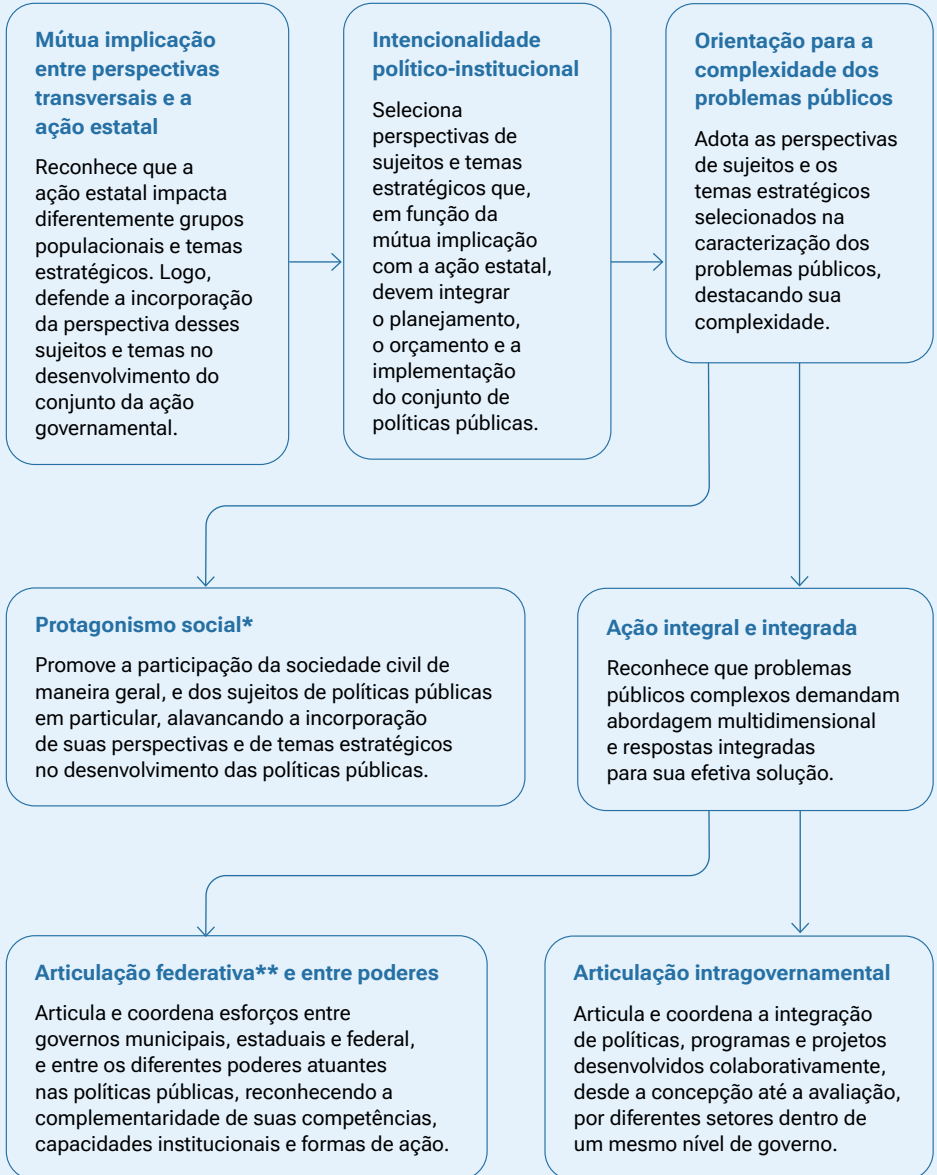 Mútua implicação
entre perspectivas
transversais e a
ação estatal
Reconhece que a
ação estatal impacta
diferentemente grupos
populacionais e temas
estratégicos. Logo,
defende a incorporação
da perspectiva desses
sujeitos e temas no
desenvolvimento do
conjunto da ação
governamental.
Intencionalidade
político-institucional
Seleciona
perspectivas de
sujeitos e temas
estratégicos que,
em função da
mútua implicação
com a ação estatal,
devem integrar
o planejamento,
o orçamento e a
implementação
do conjunto de
políticas públicas.
Orientação para a
complexidade dos
problemas públicos
Adota as perspectivas
de sujeitos e os
temas estratégicos
selecionados na
caracterização dos
problemas públicos,
destacando sua
complexidade.
Protagonismo social*
Promove a participação da sociedade civil de
maneira geral, e dos sujeitos de políticas públicas
em particular, alavancando a incorporação
de suas perspectivas e de temas estratégicos
no desenvolvimento das políticas públicas.
Ação integral e integrada
Reconhece que problemas
públicos complexos demandam
abordagem multidimensional
e respostas integradas
para sua efetiva solução.
Articulação federativa** e entre poderes
Articula e coordena esforços entre
governos municipais, estaduais e federal,
e entre os diferentes poderes atuantes
nas políticas públicas, reconhecendo a
complementaridade de suas competências,
capacidades institucionais e formas de ação.
Articulação intragovernamental
Articula e coordena a integração
de políticas, programas e projetos
desenvolvidos colaborativamente,
desde a concepção até a avaliação,
por diferentes setores dentro de
um mesmo nível de governo.